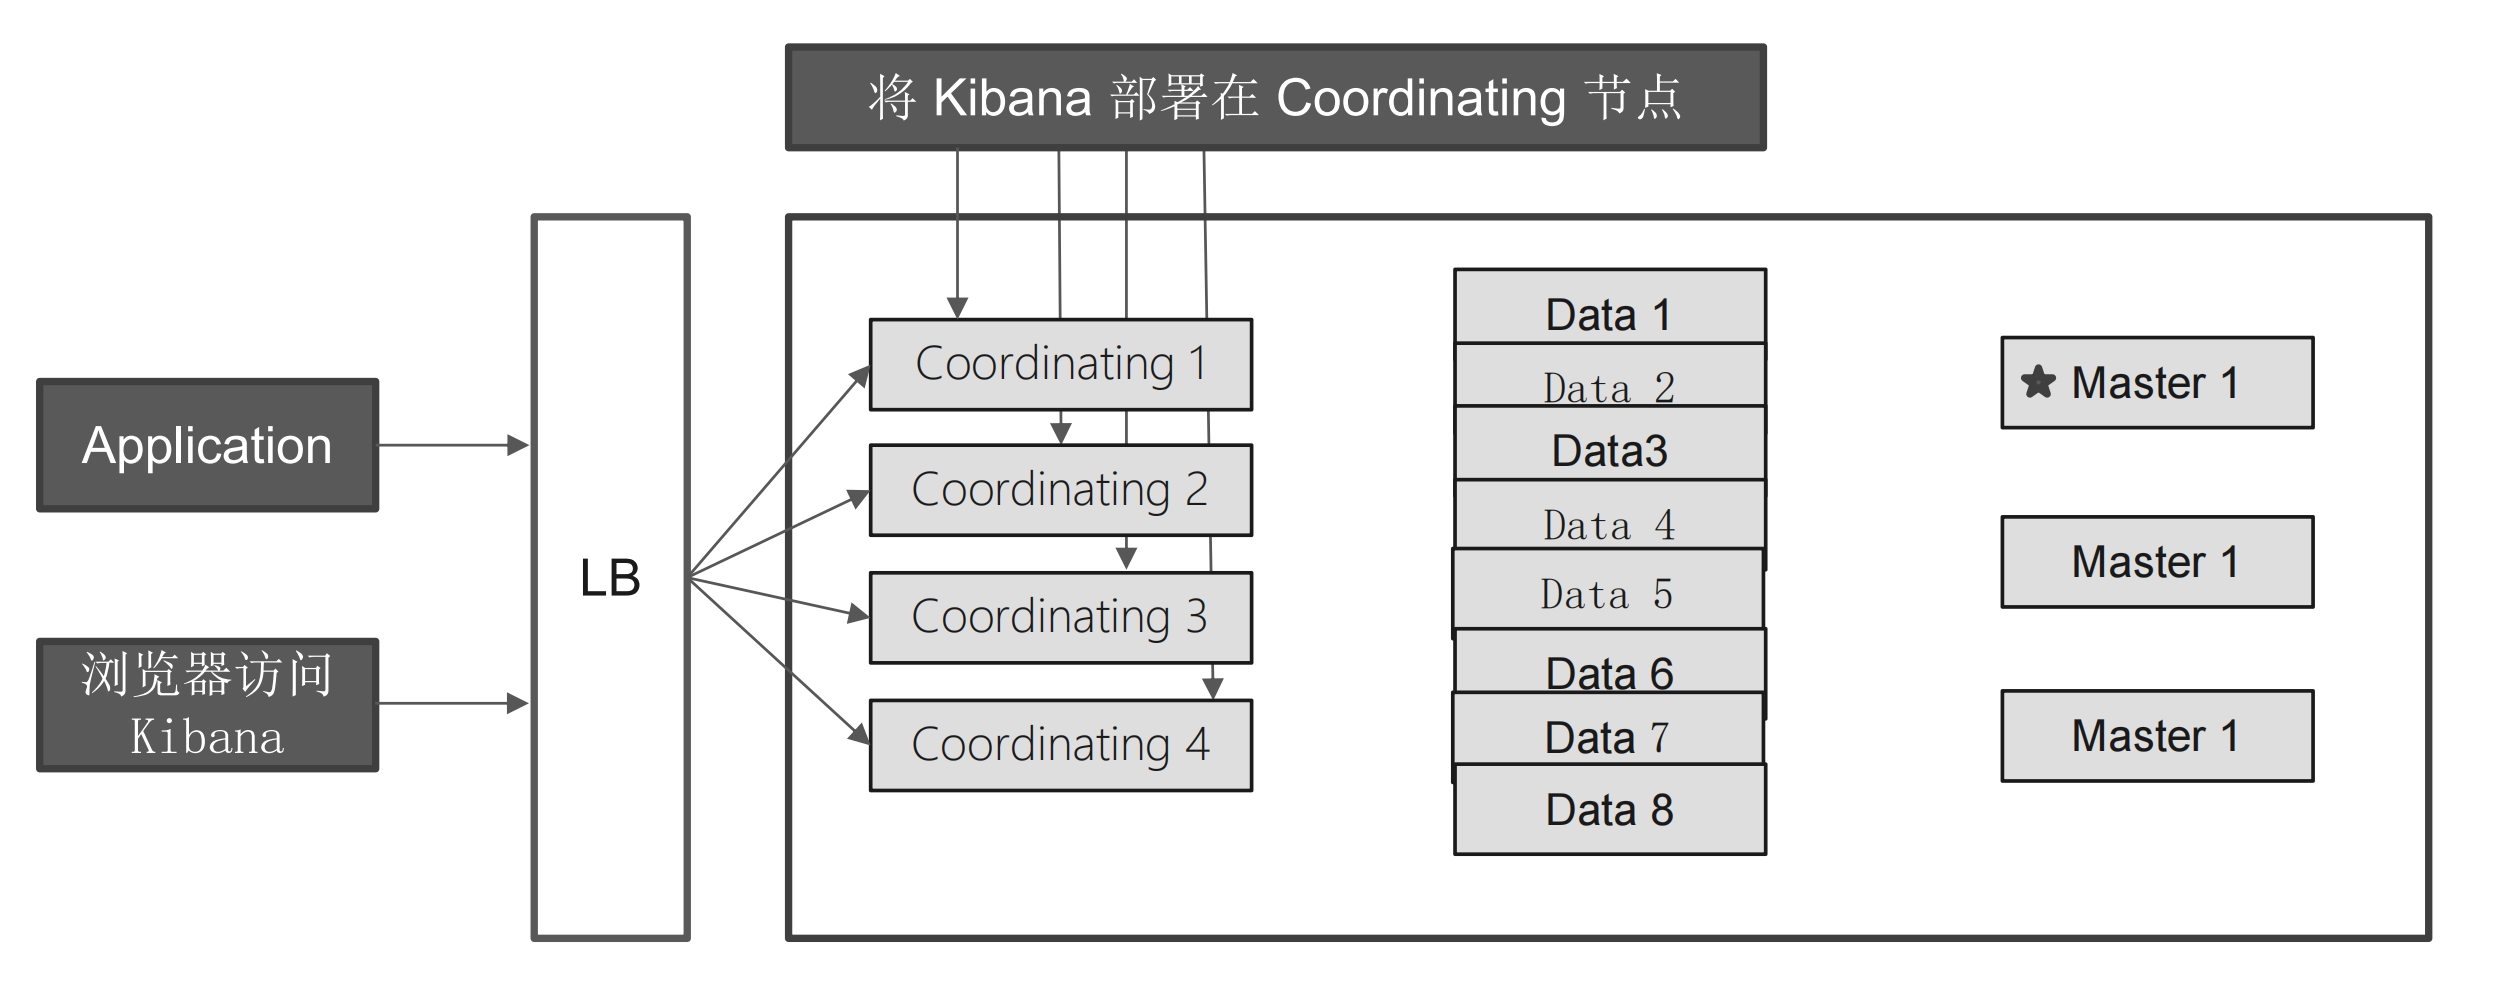 将 Kibana 部署在 Coordinating 节点
Application
浏览器访问
Kibana
LB
Coordinating 1
Coordinating 2
Coordinating 3
Coordinating 4
Data 1
Data 2
Data3
Data 4
Data 5
Data 6
Data 7
Data 8
Master 1
Master 1
Master 1